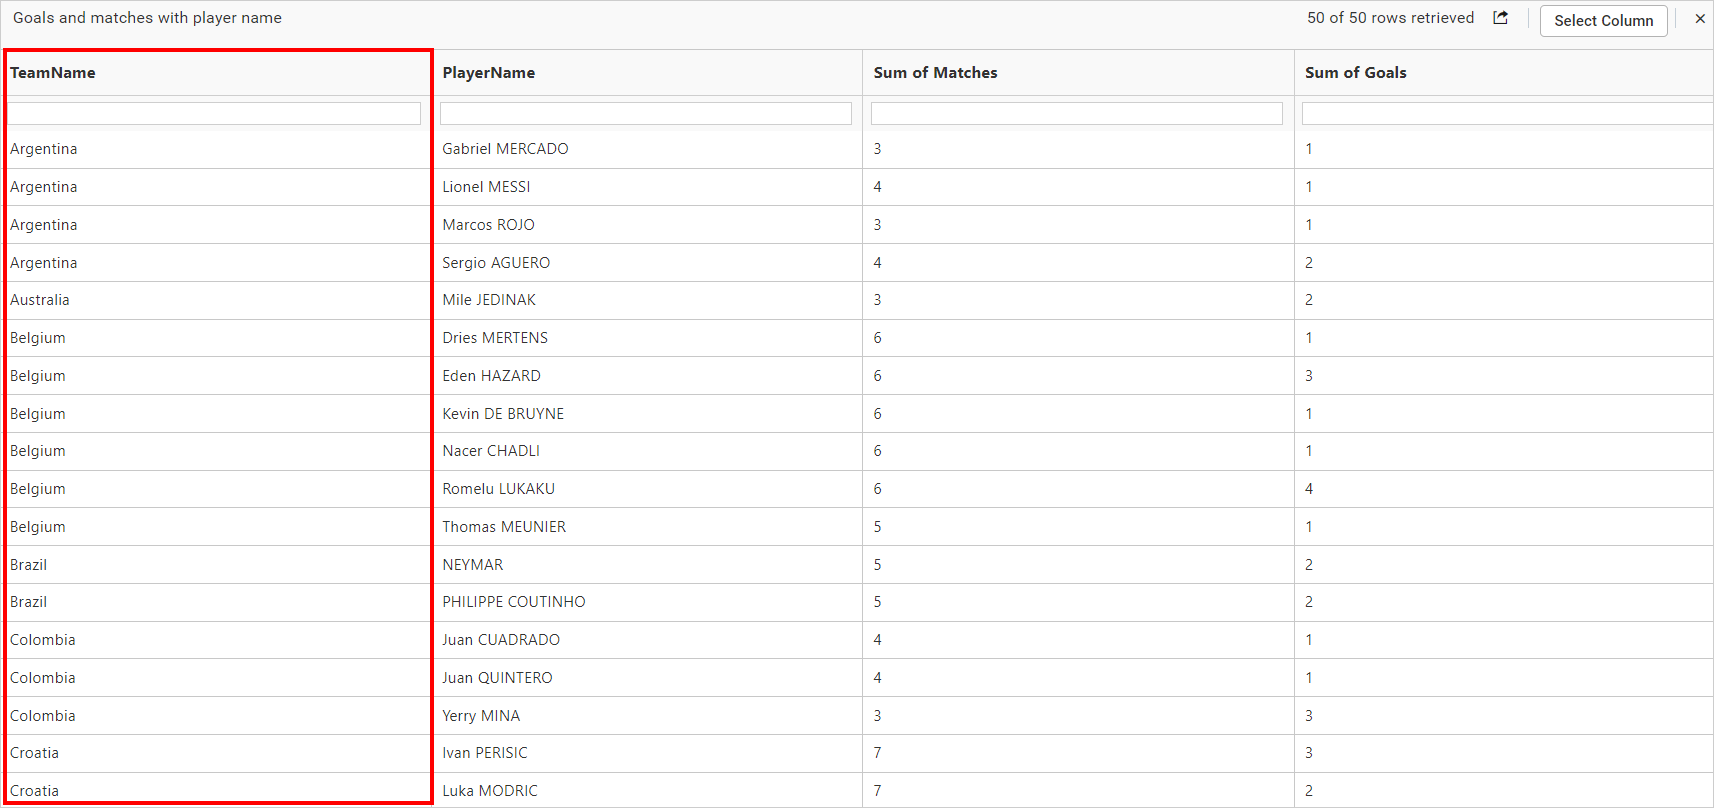 Goals and matches with player name 50 of 50 rows retrieved Select Column ×
TeamName PlayerName Sum of Matches Sum of Goals
Argentina Gabriel MERCADO 3 1
Argentina Lionel MESSI 4 1
Argentina Marcos ROJO 3 1
Argentina Sergio AGUERO 4 2
Australia Mile JEDINAK 3 2
Belgium Dries MERTENS 6 1
Belgium Eden HAZARD 6 3
Belgium Kevin DE BRUYNE 6 1
Belgium Nacer CHADLI 6 1
Belgium Romelu LUKAKU 6 4
Belgium Thomas MEUNIER 5 1
Brazil NEYMAR 5 2
Brazil PHILIPPE COUTINHO 5 2
Colombia Juan CUADRADO 4 1
Colombia Juan QUINTERO 4 1
Colombia Yerry MINA 3 3
Croatia Ivan PERISIC 7 3
Croatia Luka MODRIC 7 2